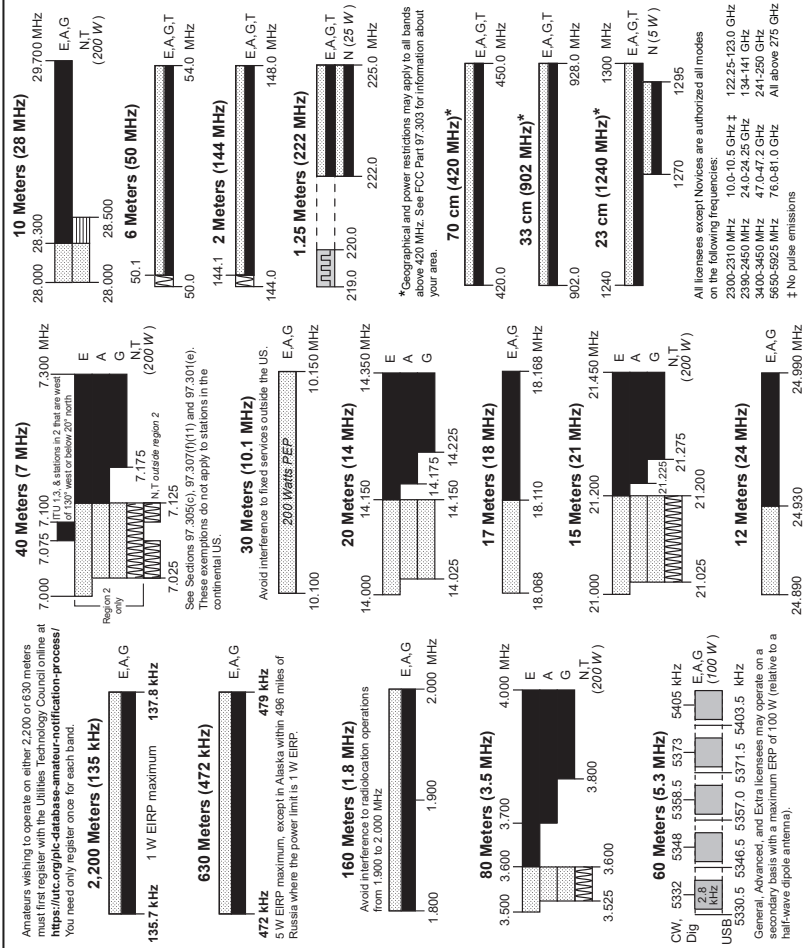 Amateurs wishing to operate on either 2,200 or 630 meters
must first register with the Utilities Technology Council online at
https://utc.org/plc-database-amateur-notification-process/
You need only register once for each band.
2,200 Meters (135 kHz)
E,A,G
135.7 kHz 1 W EIRP maximum 137.8 kHz
630 Meters (472 kHz)
E,A,G
472 kHz 479 kHz
5 W EIRP maximum, except in Alaska within 496 miles of
Russia where the power limit is 1 W EIRP.
160 Meters (1.8 MHz)
Avoid interference to radiolocation operations
from 1.900 to 2.000 MHz
E,A,G
1.800 1.900 2.000 MHz
80 Meters (3.5 MHz)
3.500 3.600 3.700 4.000 MHz
E
A
G
N,T
(200 W)
3.525 3.600 3.800
60 Meters (5.3 MHz)
CW, Dig 5332 5348 5358.5 5373 5405 kHz
2.8 kHz
E,A,G
(100 W)
USB 5330.5 5346.5 5357.0 5371.5 5403.5 kHz
General, Advanced, and Extra licensees may operate on a
secondary basis with a maximum ERP of 100 W (relative to a
half-wave dipole antenna).
40 Meters (7 MHz)
7.000 7.075 7.100 7.300 MHz
ITU 1,3, & stations in 2 that are west
of 130° west or below 20° north
Region 2
only
E
A
G
N,T
(200 W)
7.175
N,T outside region 2
7.025 7.125
See Sections 97.305(c), 97.307(f)(11) and 97.301(e).
These exemptions do not apply to stations in the
continental US.
30 Meters (10.1 MHz)
Avoid interference to fixed services outside the US.
200 Watts PEP
E,A,G
10.100 10.150 MHz
20 Meters (14 MHz)
14.000 14.150 14.350 MHz
E
A
G
14.175
14.025 14.150 14.225
17 Meters (18 MHz)
E,A,G
18.068 18.110 18.168 MHz
15 Meters (21 MHz)
21.000 21.200 21.450 MHz
E
A
G
N,T
(200 W)
21.225
21.275
21.025 21.200
12 Meters (24 MHz)
E,A,G
24.890 24.930 24.990 MHz
10 Meters (28 MHz)
28.000 28.300 29.700 MHz
E,A,G
N,T
(200 W)
28.000 28.500
6 Meters (50 MHz)
50.1
E,A,G,T
50.0 54.0 MHz
2 Meters (144 MHz)
144.1
E,A,G,T
144.0 148.0 MHz
1.25 Meters (222 MHz)
E,A,G,T
N (25 W)
219.0 220.0 222.0 225.0 MHz
*Geographical and power restrictions may apply to all bands
above 420 MHz. See FCC Part 97.303 for information about
your area.
70 cm (420 MHz)*
E,A,G,T
420.0 450.0 MHz
33 cm (902 MHz)*
E,A,G,T
902.0 928.0 MHz
23 cm (1240 MHz)*
1240 1300 MHz
E,A,G,T
N (5 W)
1270 1295
All licensees except Novices are authorized all modes
on the following frequencies:
2300-2310 MHz 10.0-10.5 GHz ‡ 122.25-123.0 GHz
2390-2450 MHz 24.0-24.25 GHz 134-141 GHz
3400-3450 MHz 47.0-47.2 GHz 241-250 GHz
5650-5925 MHz 76.0-81.0 GHz All above 275 GHz
‡ No pulse emissions